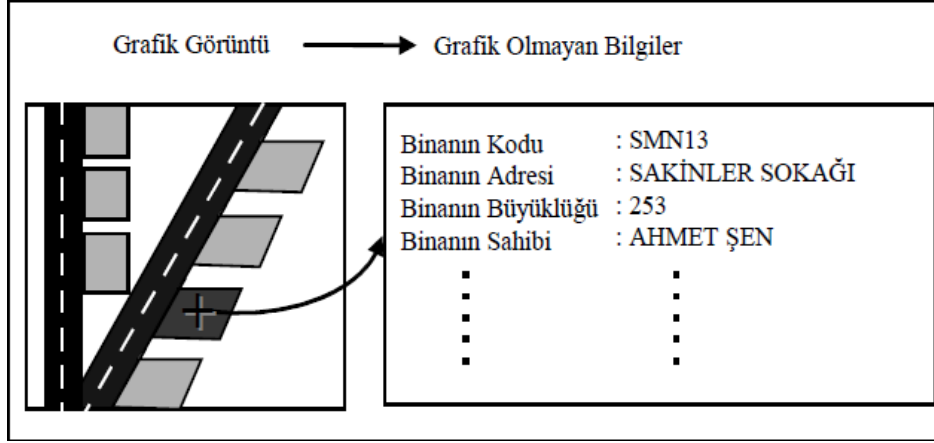 Grafik Görüntü Grafik Olmayan Bilgiler
Binanın Kodu : SMN13
Binanın Adresi : SAKİNLER SOKAĞI
Binanın Büyüklüğü : 253
Binanın Sahibi : AHMET ŞEN